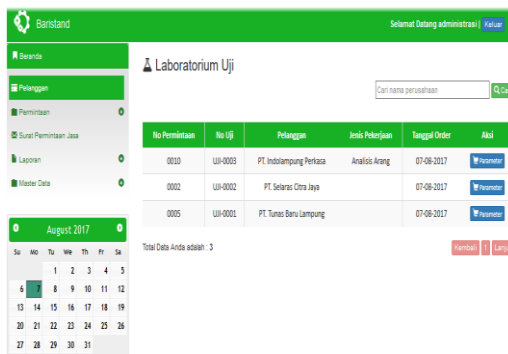 Baristand
Selamat Datang administrasi | Keluar
Beranda
Pelanggan
Permintaan
Surat Permintaan Jasa
Laporan
Master Data
August 2017
Su Mo Tu We Th Fr Sa
1 2 3 4 5
6 7 8 9 10 11 12
13 14 15 16 17 18 19
20 21 22 23 24 25 26
27 28 29 30 31
Laboratorium Uji
Cari nama perusahaan
No Permintaan No Uji Pelanggan Jenis Pekerjaan Tanggal Order Aksi
0010 UJI-0003 PT. Indolampung Perkasa Analisis Arang 07-08-2017 Parameter
0002 UJI-0002 PT. Selaras Citra Jaya 07-08-2017 Parameter
0005 UJI-0001 PT. Tunas Baru Lampung 07-08-2017 Parameter
Total Data Anda adalah : 3
Kembali 1